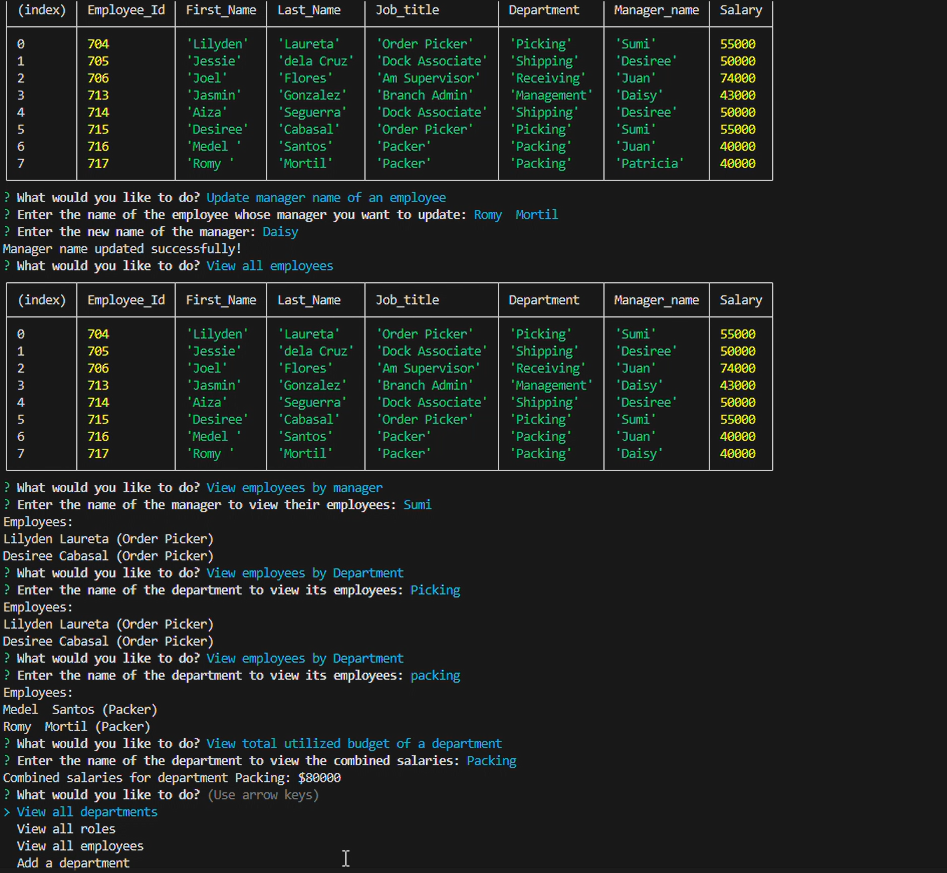 (index) Employee_Id First_Name Last_Name Job_title Department Manager_name Salary
0 704 'Lilyden' 'Laureta' 'Order Picker' 'Picking' 'Sumi' 55000
1 705 'Jessie' 'dela Cruz' 'Dock Associate' 'Shipping' 'Desiree' 50000
2 706 'Joel' 'Flores' 'Am Supervisor' 'Receiving' 'Juan' 74000
3 713 'Jasmin' 'Gonzalez' 'Branch Admin' 'Management' 'Daisy' 43000
4 714 'Aiza' 'Seguerra' 'Dock Associate' 'Shipping' 'Desiree' 50000
5 715 'Desiree' 'Cabasal' 'Order Picker' 'Picking' 'Sumi' 55000
6 716 'Medel ' 'Santos' 'Packer' 'Packing' 'Juan' 40000
7 717 'Romy ' 'Mortil' 'Packer' 'Packing' 'Patricia' 40000
? What would you like to do? Update manager name of an employee
? Enter the name of the employee whose manager you want to update: Romy  Mortil
? Enter the new name of the manager: Daisy
Manager name updated successfully!
? What would you like to do? View all employees
(index) Employee_Id First_Name Last_Name Job_title Department Manager_name Salary
0 704 'Lilyden' 'Laureta' 'Order Picker' 'Picking' 'Sumi' 55000
1 705 'Jessie' 'dela Cruz' 'Dock Associate' 'Shipping' 'Desiree' 50000
2 706 'Joel' 'Flores' 'Am Supervisor' 'Receiving' 'Juan' 74000
3 713 'Jasmin' 'Gonzalez' 'Branch Admin' 'Management' 'Daisy' 43000
4 714 'Aiza' 'Seguerra' 'Dock Associate' 'Shipping' 'Desiree' 50000
5 715 'Desiree' 'Cabasal' 'Order Picker' 'Picking' 'Sumi' 55000
6 716 'Medel ' 'Santos' 'Packer' 'Packing' 'Juan' 40000
7 717 'Romy ' 'Mortil' 'Packer' 'Packing' 'Daisy' 40000
? What would you like to do? View employees by manager
? Enter the name of the manager to view their employees: Sumi
Employees:
Lilyden Laureta (Order Picker)
Desiree Cabasal (Order Picker)
? What would you like to do? View employees by Department
? Enter the name of the department to view its employees: Picking
Employees:
Lilyden Laureta (Order Picker)
Desiree Cabasal (Order Picker)
? What would you like to do? View employees by Department
? Enter the name of the department to view its employees: packing
Employees:
Medel  Santos (Packer)
Romy  Mortil (Packer)
? What would you like to do? View total utilized budget of a department
? Enter the name of the department to view the combined salaries: Packing
Combined salaries for department Packing: $80000
? What would you like to do? (Use arrow keys)
> View all departments
View all roles
View all employees
Add a department